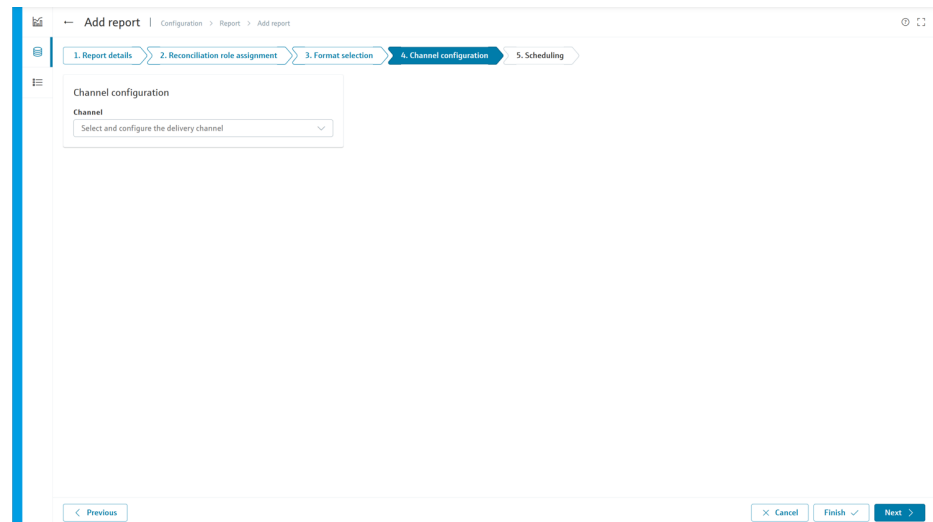 Add report | Configuration > Report > Add report
1. Report details
2. Reconciliation role assignment
3. Format selection
4. Channel configuration
5. Scheduling
Channel configuration
Channel
Select and configure the delivery channel
Previous
Cancel
Finish
Next